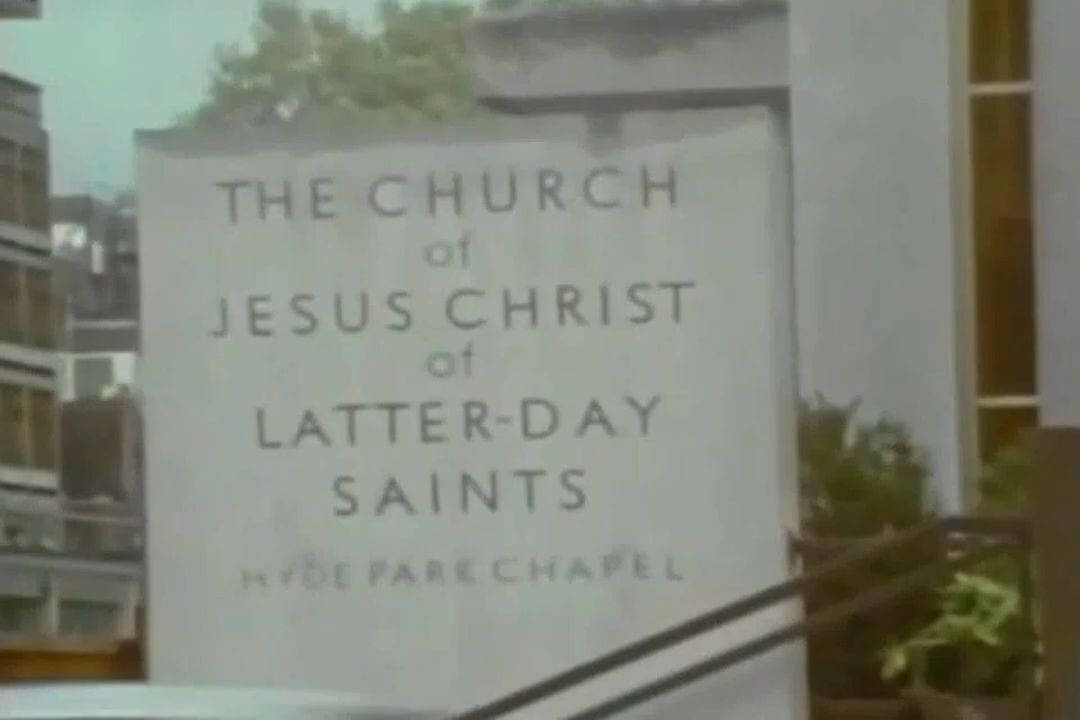 THE CHURCH
of
JESUS CHRIST
of
LATTER-DAY
SAINTS
HYDE PARK CHAPEL